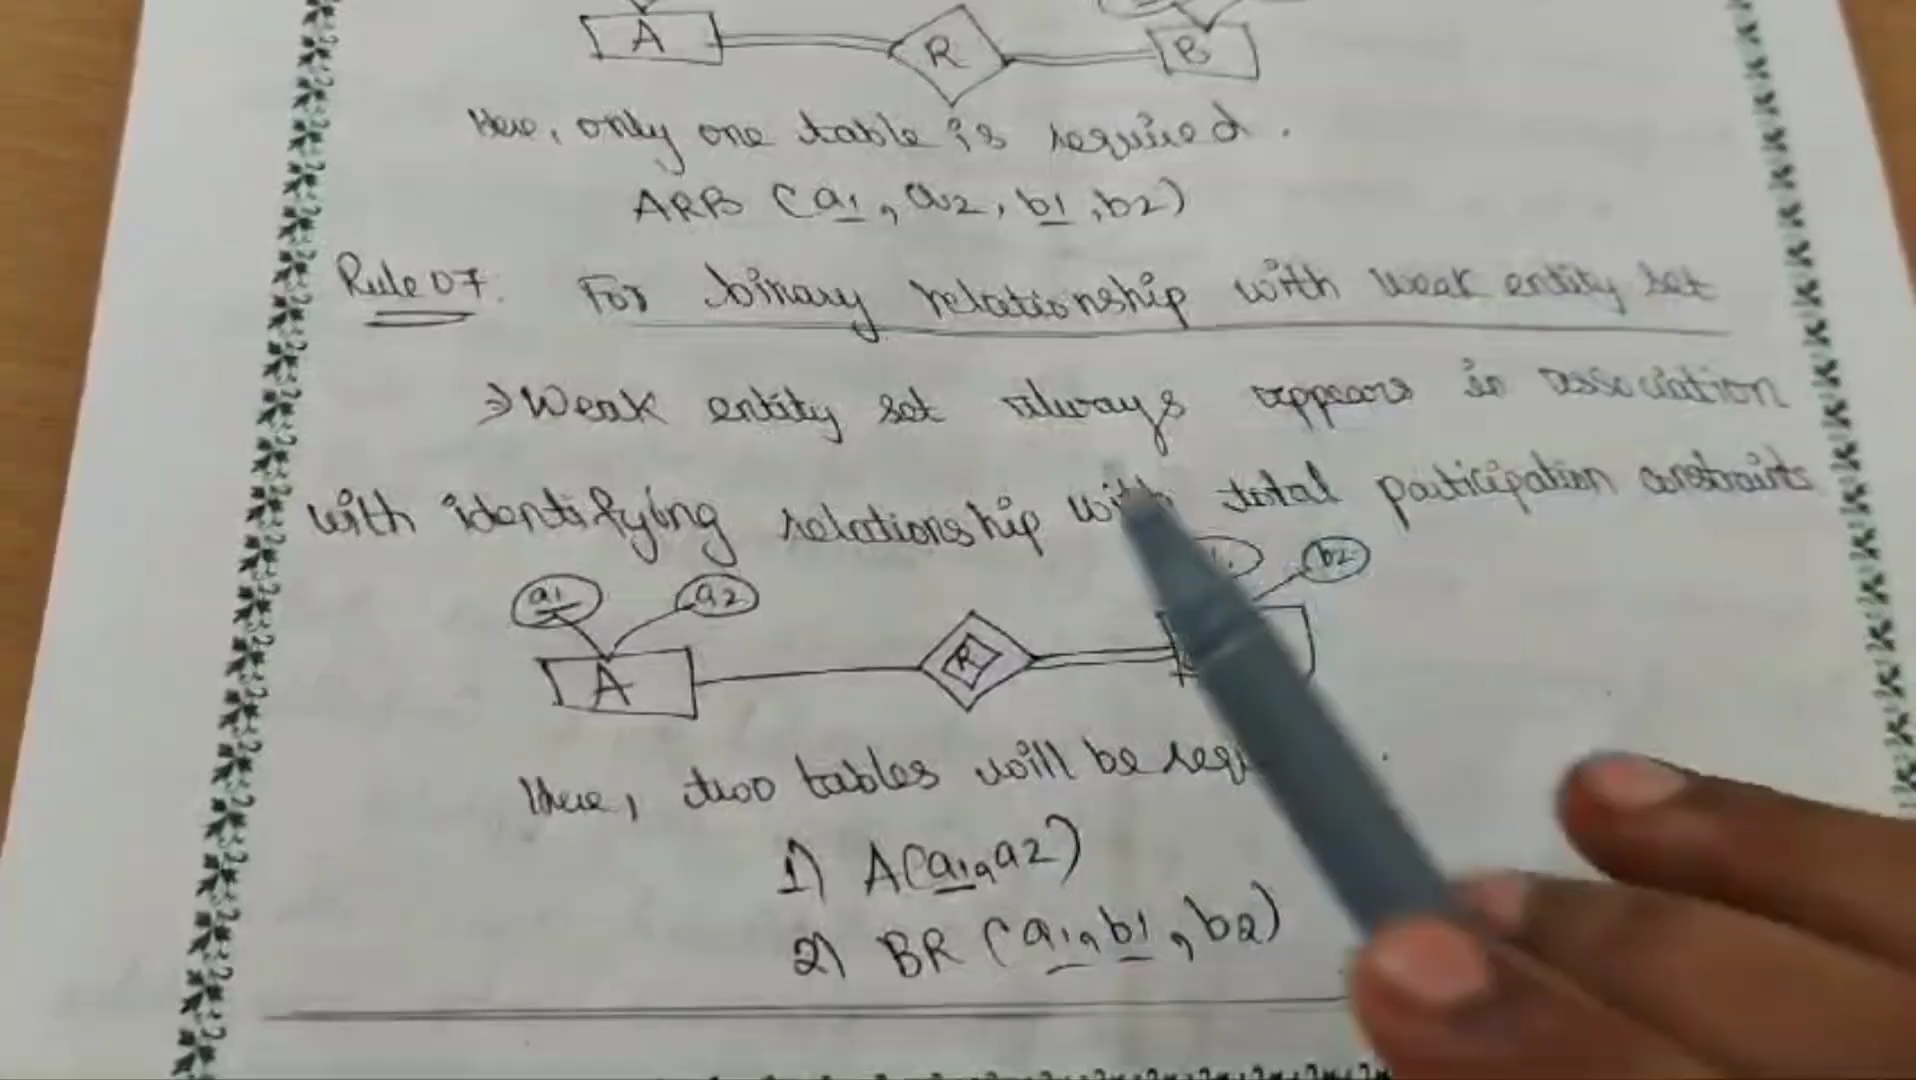 A R B
Here, only one table is required.
ARB (a1, a2, b1, b2)
Rule 07. For binary relationship with weak entity set
⇒ Weak entity set always appears in association
with identifying relationship with total participation constraints
a1 a2 b2
A R
Here, two tables will be
1) A(a1, a2)
2) BR (a1, b1, b2)